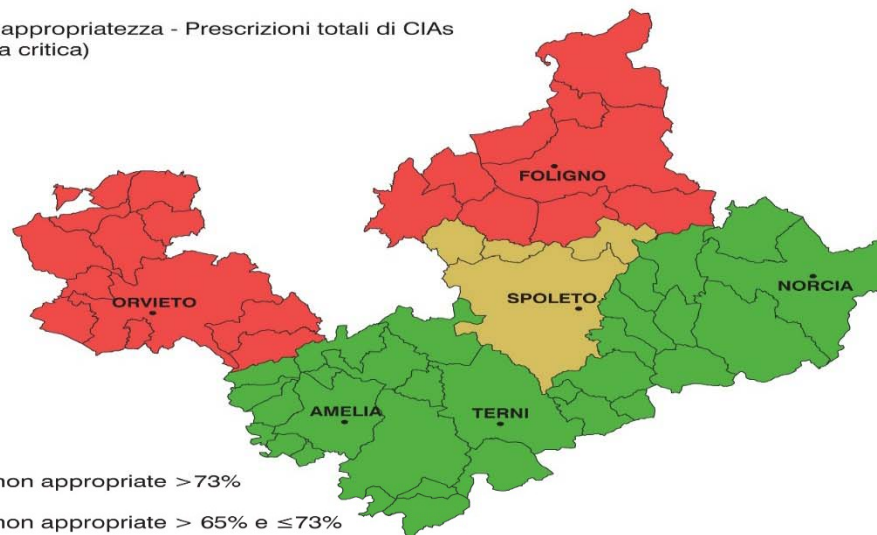 appropriatezza - Prescrizioni totali di CIAs
a critica)
FOLIGNO
NORCIA
ORVIETO
SPOLETO
AMELIA
TERNI
non appropriate >73%
non appropriate > 65% e ≤73%